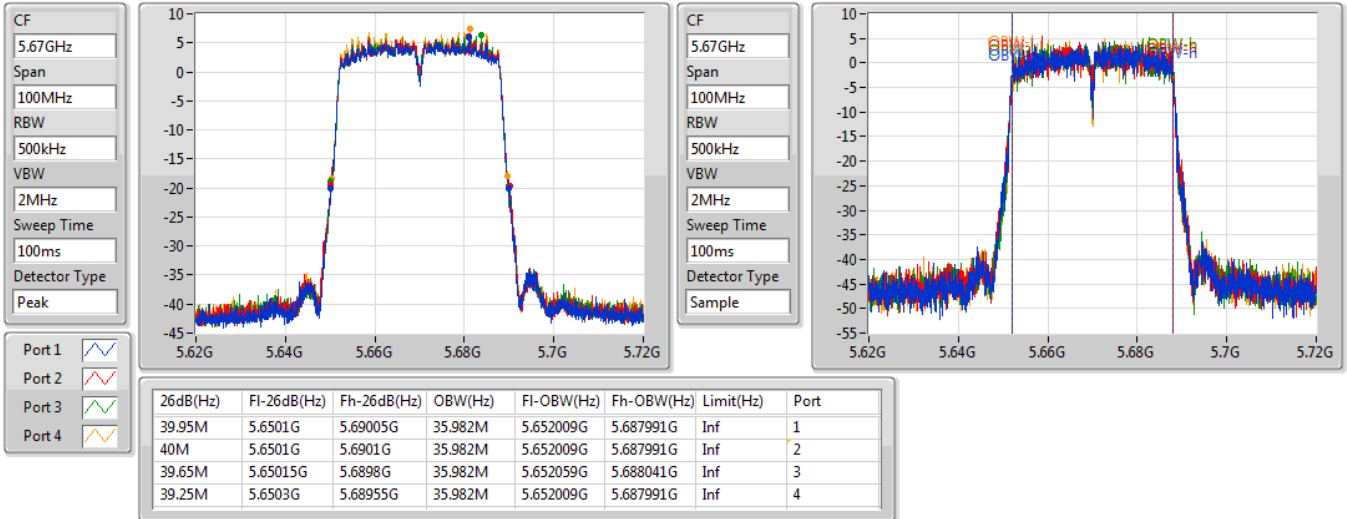 CF
5.67GHz
Span
100MHz
RBW
500kHz
VBW
2MHz
Sweep Time
100ms
Detector Type
Peak
10
5
0
-5
-10
-15
-20
-25
-30
-35
-40
-45
5.62G 5.64G 5.66G 5.68G 5.7G 5.72G
CF
5.67GHz
Span
100MHz
RBW
500kHz
VBW
2MHz
Sweep Time
100ms
Detector Type
Sample
10
5
0
-5
-10
-15
-20
-25
-30
-35
-40
-45
-50
-55
5.62G 5.64G 5.66G 5.68G 5.7G 5.72G
Port 1
Port 2
Port 3
Port 4
26dB(Hz) Fl-26dB(Hz) Fh-26dB(Hz) OBW(Hz) Fl-OBW(Hz) Fh-OBW(Hz) Limit(Hz) Port
39.95M 5.6501G 5.69005G 35.982M 5.652009G 5.687991G Inf 1
40M 5.6501G 5.6901G 35.982M 5.652009G 5.687991G Inf 2
39.65M 5.65015G 5.6898G 35.982M 5.652059G 5.688041G Inf 3
39.25M 5.6503G 5.68955G 35.982M 5.652009G 5.687991G Inf 4